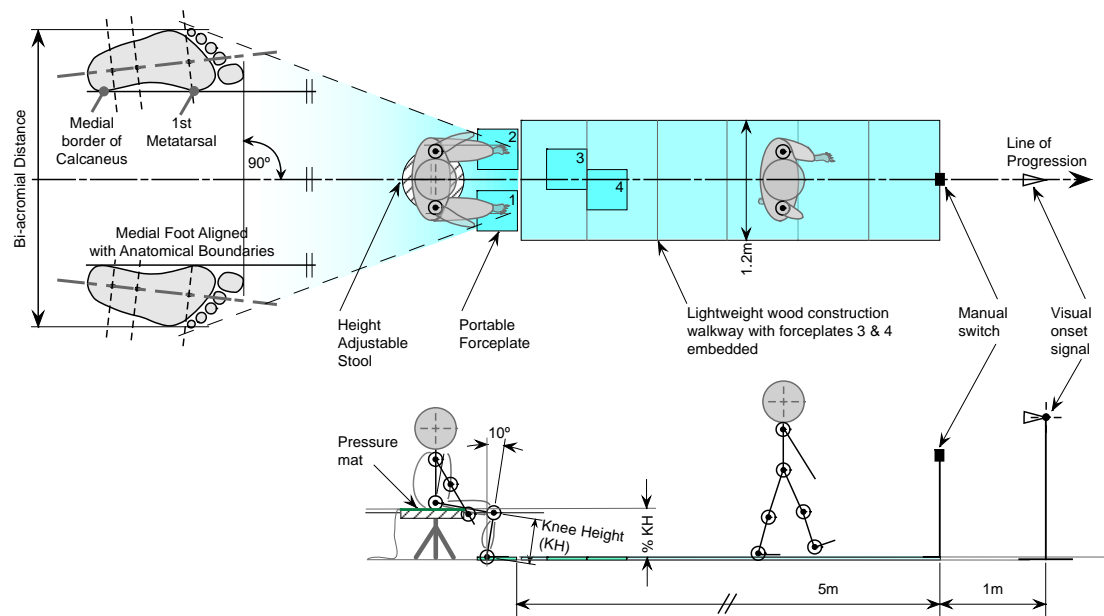 Bi-acromial Distance
Medial
border of
Calcaneus
1st
Metatarsal
90º
Medial Foot Aligned
with Anatomical Boundaries
2
1
3
4
1.2m
Line of
Progression
Height
Adjustable
Stool
Portable
Forceplate
Lightweight wood construction
walkway with forceplates 3 & 4
embedded
Manual
switch
Visual
onset
signal
Pressure
mat
10º
Knee Height
(KH)
% KH
5m
1m